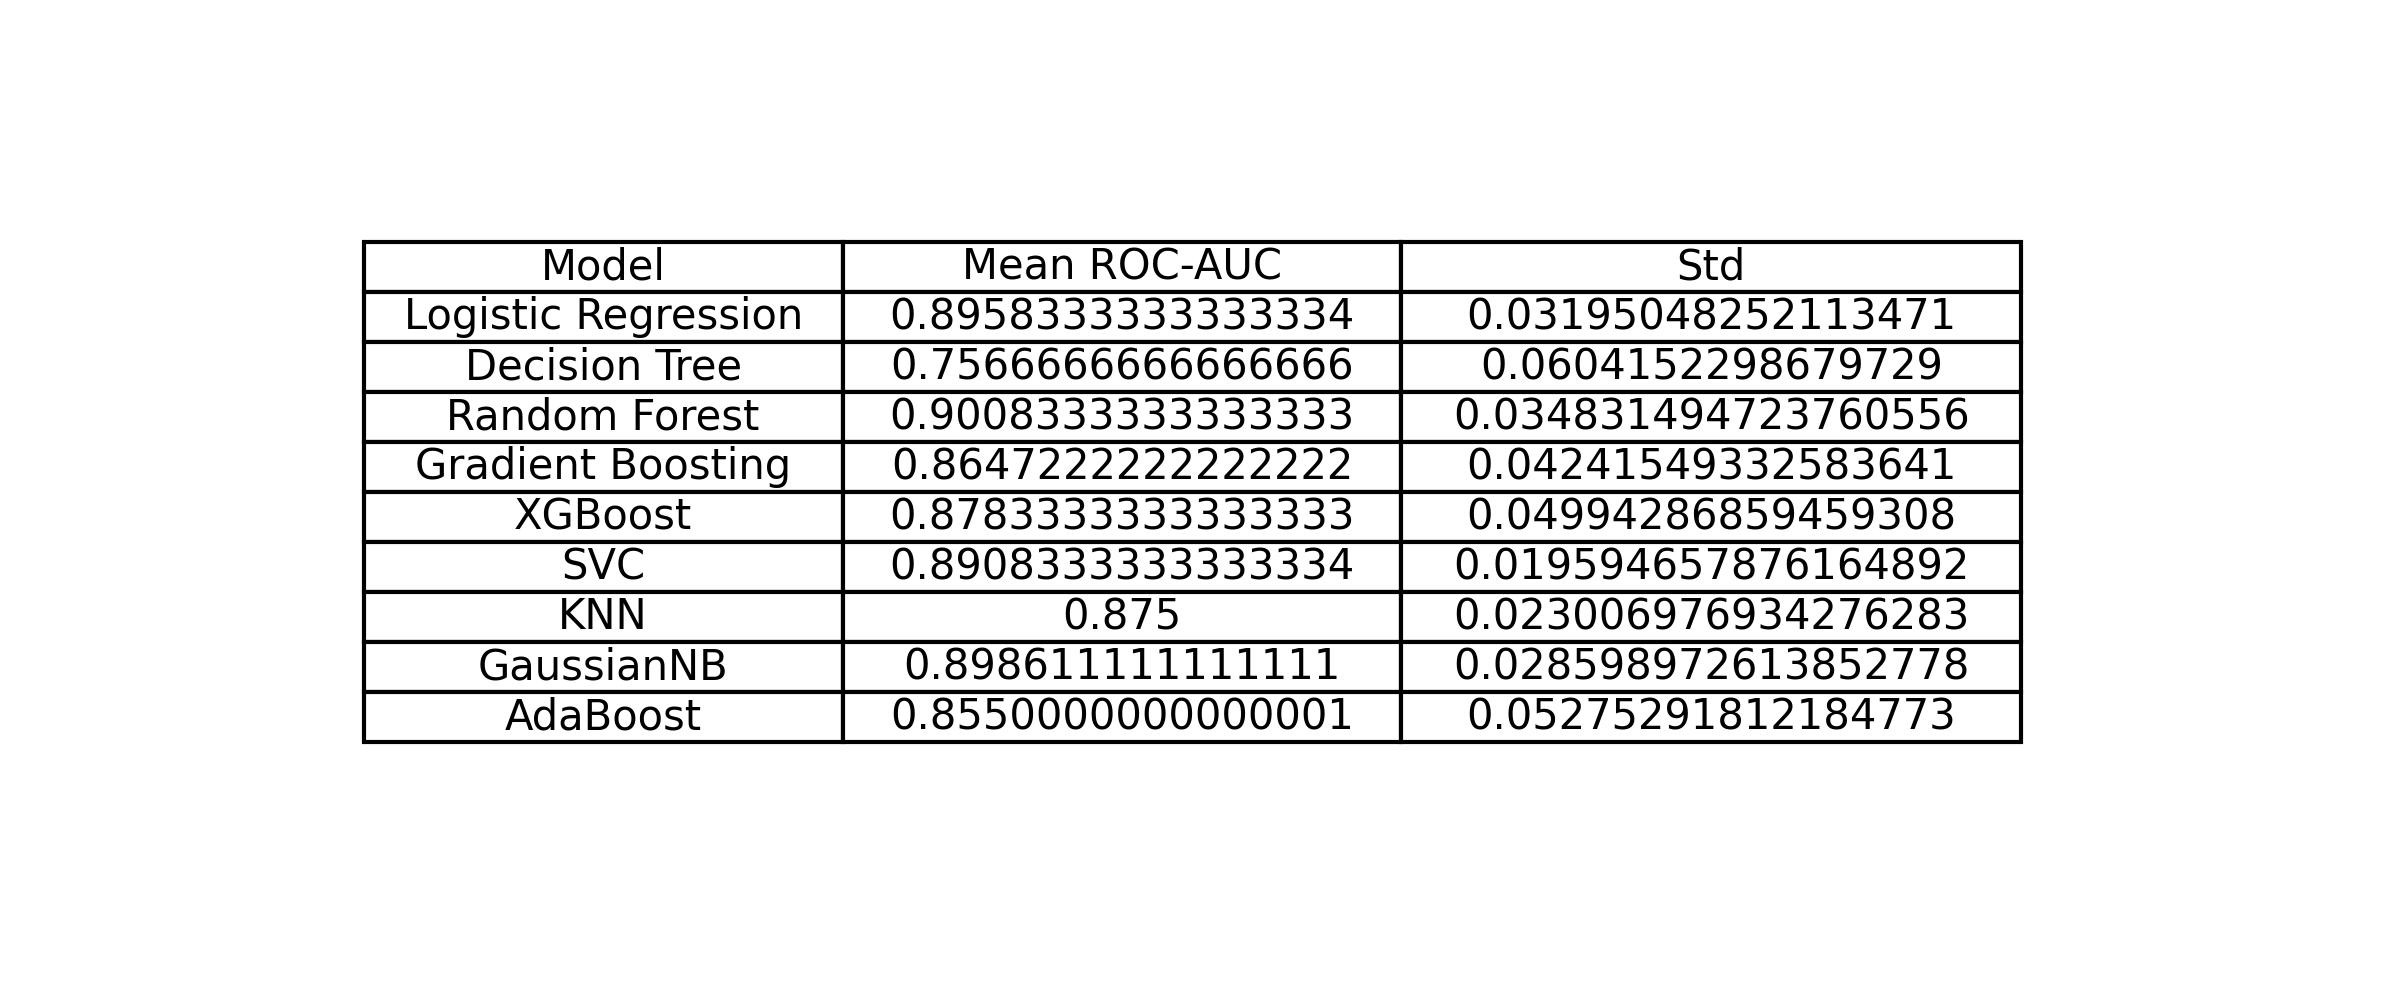 Model Mean ROC-AUC Std
Logistic Regression 0.8958333333333334 0.03195048252113471
Decision Tree 0.7566666666666666 0.0604152298679729
Random Forest 0.9008333333333333 0.034831494723760556
Gradient Boosting 0.8647222222222222 0.04241549332583641
XGBoost 0.8783333333333333 0.04994286859459308
SVC 0.8908333333333334 0.019594657876164892
KNN 0.875 0.023006976934276283
GaussianNB 0.898611111111111 0.028598972613852778
AdaBoost 0.8550000000000001 0.05275291812184773